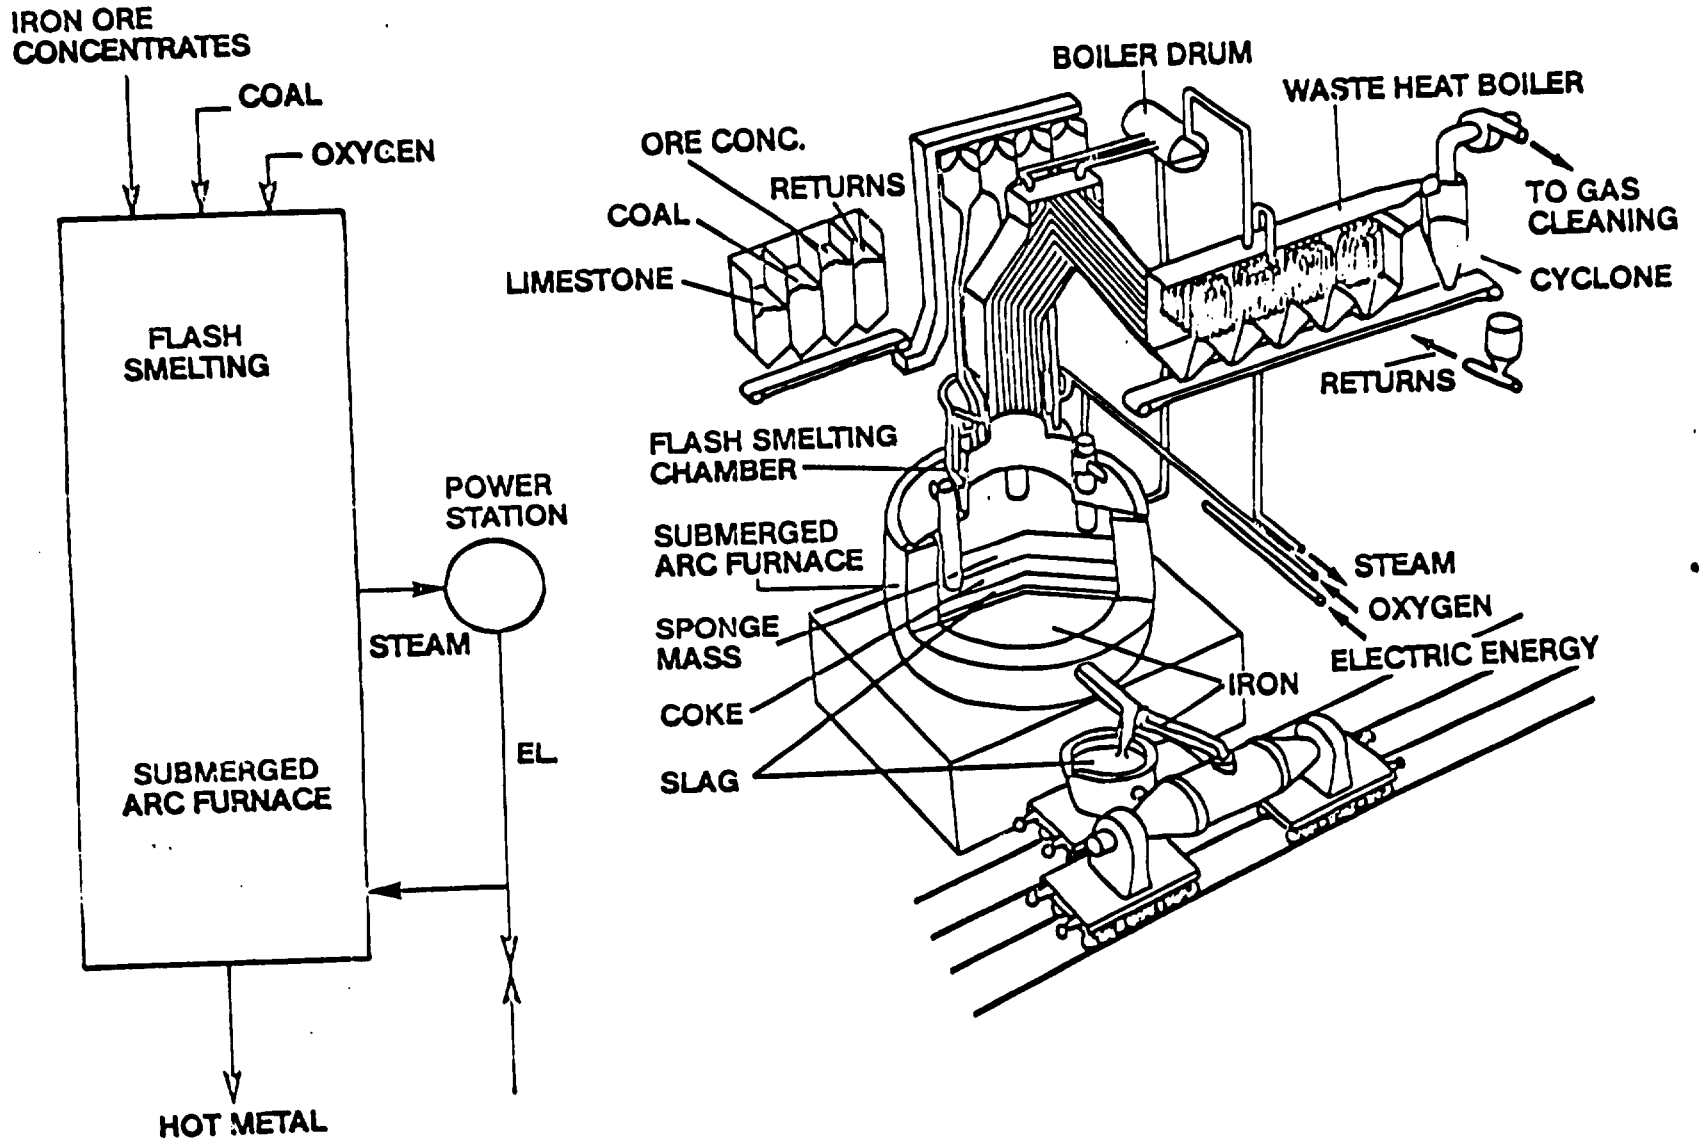 IRON ORE
CONCENTRATES
COAL
OXYGEN
FLASH
SMELTING
POWER
STATION
STEAM
EL.
SUBMERGED
ARC FURNACE
HOT METAL
BOILER DRUM
WASTE HEAT BOILER
ORE CONC.
RETURNS
COAL
LIMESTONE
TO GAS
CLEANING
CYCLONE
RETURNS
FLASH SMELTING
CHAMBER
SUBMERGED
ARC FURNACE
STEAM
OXYGEN
ELECTRIC ENERGY
SPONGE
MASS
IRON
COKE
SLAG